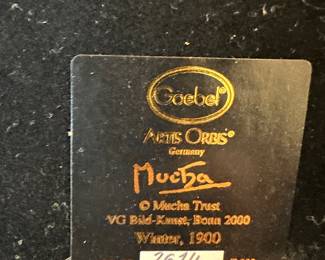 Goebel®
ARTIS ORBIS®
Germany
Mucha
© Mucha Trust
VG Bild-Kunst, Bonn 2000
Winter, 1900